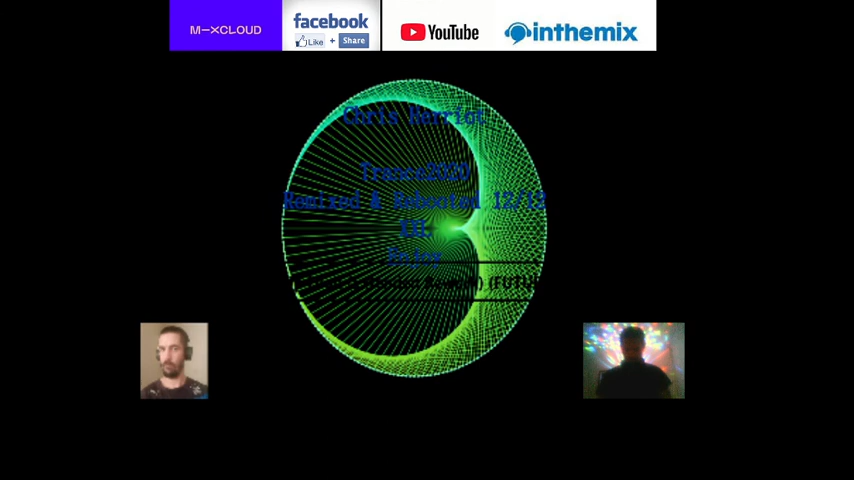 M-XCLOUD
facebook
Like + Share
YouTube
inthemix
Chris Herriot
Trance2020
Remixed & Rebooted 12/12
XXL
Enjoy